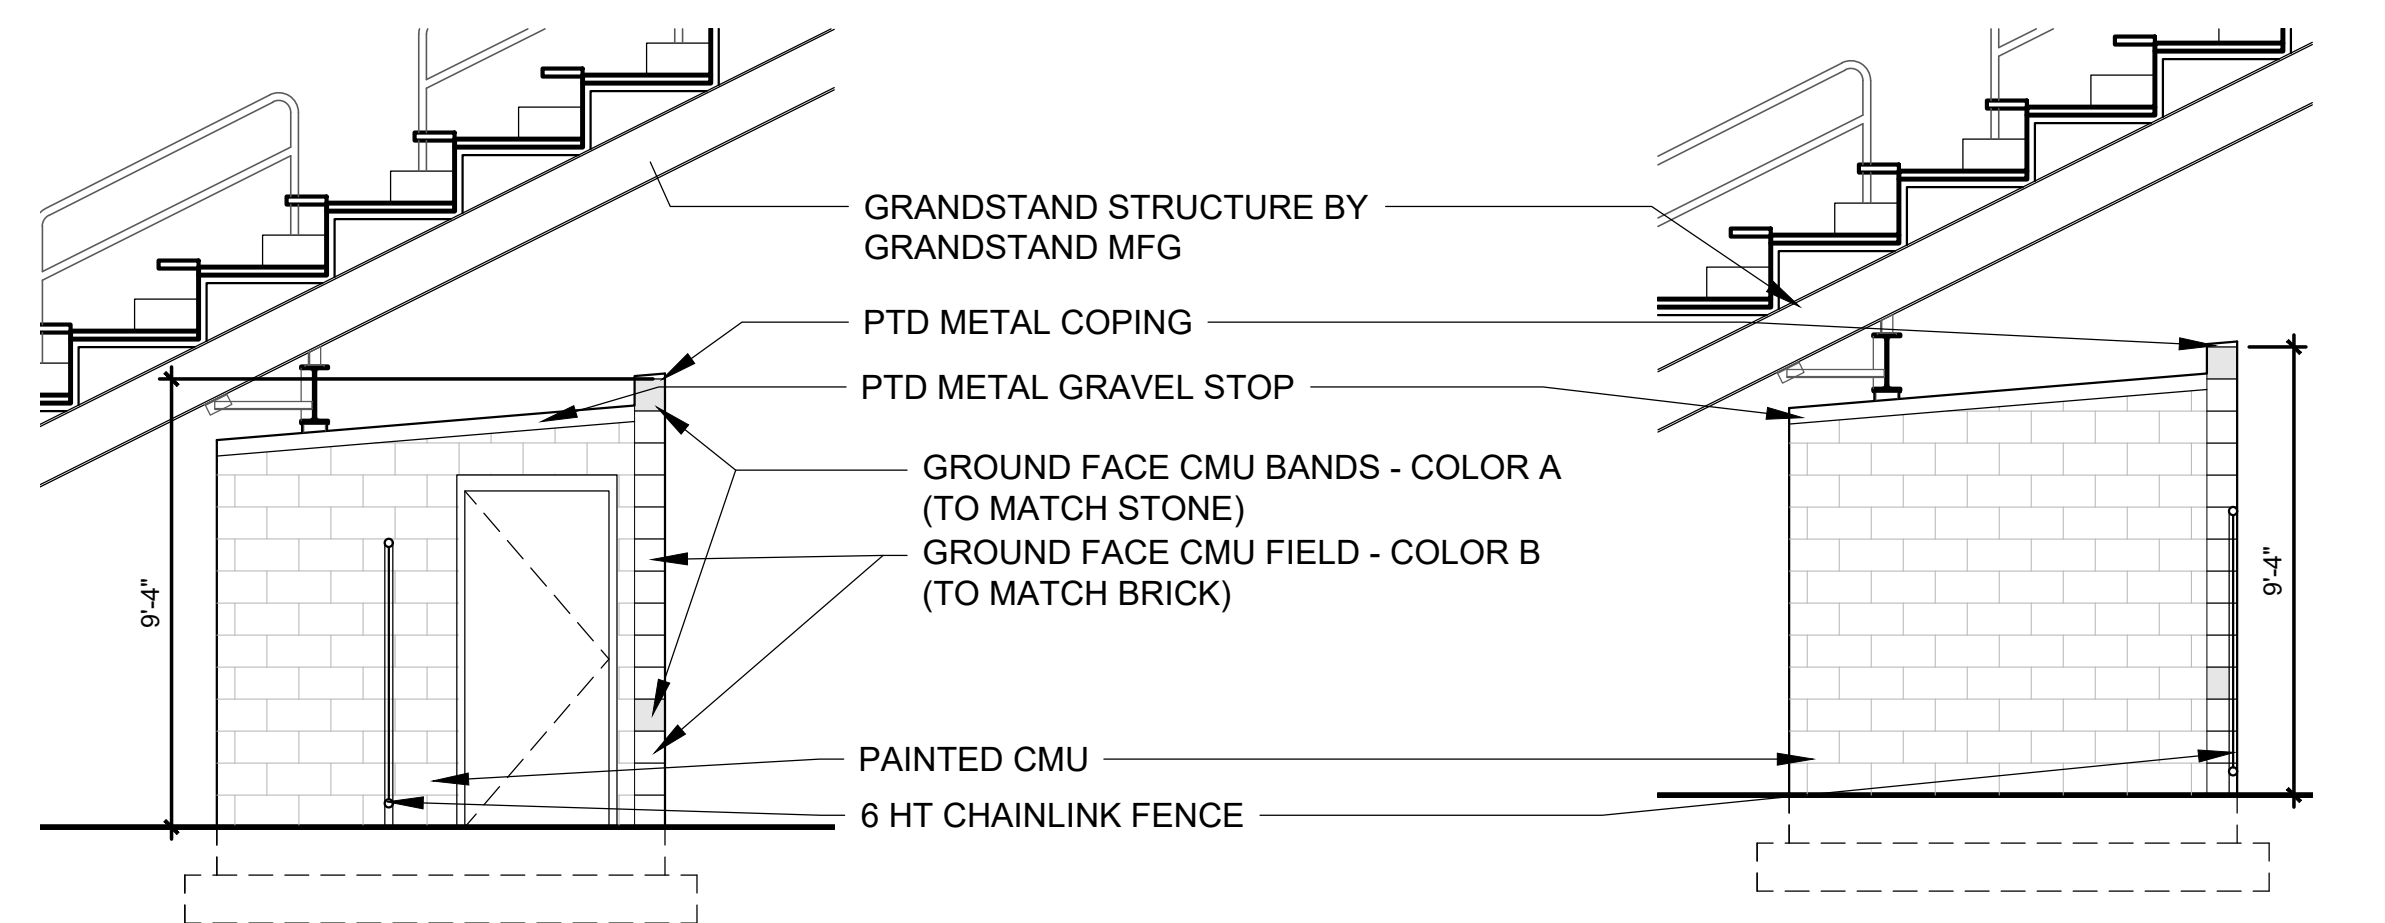 GRANDSTAND STRUCTURE BY
GRANDSTAND MFG
PTD METAL COPING
PTD METAL GRAVEL STOP
GROUND FACE CMU BANDS - COLOR A
(TO MATCH STONE)
GROUND FACE CMU FIELD - COLOR B
(TO MATCH BRICK)
9'-4"
9'-4"
PAINTED CMU
6 HT CHAINLINK FENCE